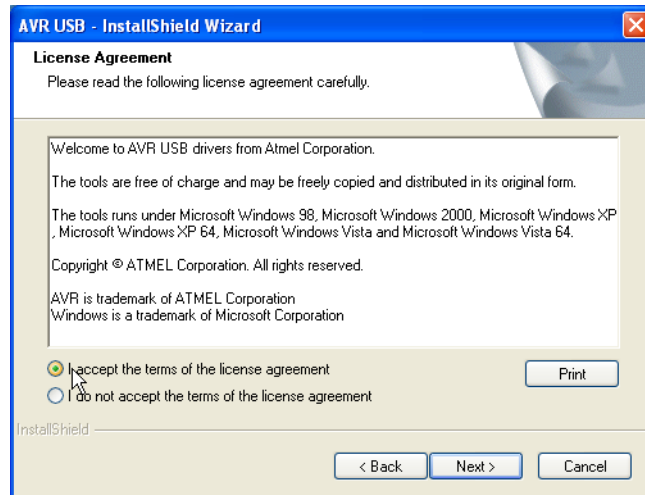 AVR USB - InstallShield Wizard
License Agreement
Please read the following license agreement carefully.
Welcome to AVR USB drivers from Atmel Corporation.
The tools are free of charge and may be freely copied and distributed in its original form.
The tools runs under Microsoft Windows 98, Microsoft Windows 2000, Microsoft Windows XP
, Microsoft Windows XP 64, Microsoft Windows Vista and Microsoft Windows Vista 64.
Copyright © ATMEL Corporation. All rights reserved.
AVR is trademark of ATMEL Corporation
Windows is a trademark of Microsoft Corporation
I accept the terms of the license agreement
Print
I do not accept the terms of the license agreement
InstallShield
< Back
Next >
Cancel